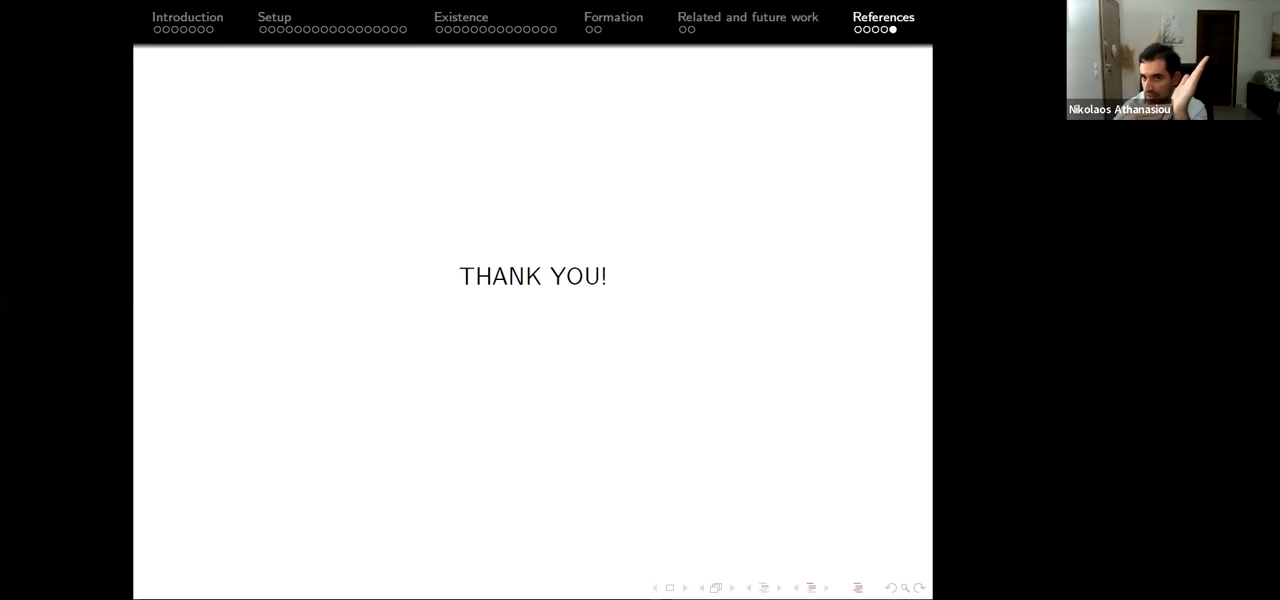 Introduction Setup Existence Formation Related and future work References
Nikolaos Athanasiou
THANK YOU!